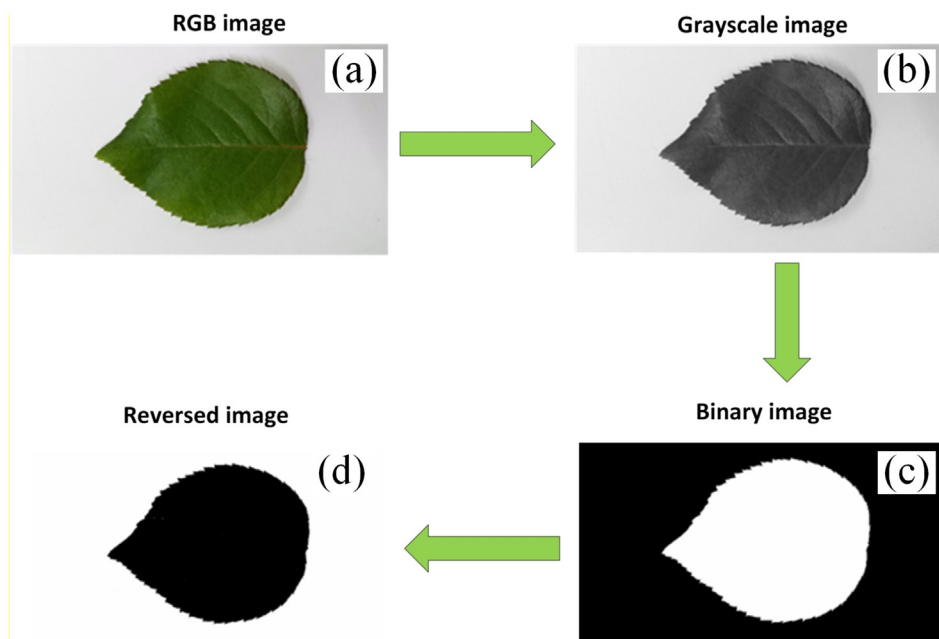 RGB image
(a)
Grayscale image
(b)
Binary image
(c)
Reversed image
(d)